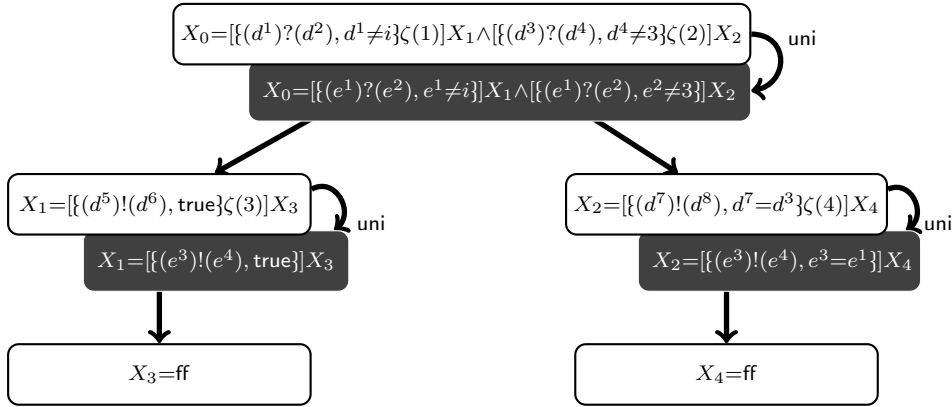 X₀=[{(d¹)?(d²), d¹≠i}ζ(1)]X₁∧[{(d³)?(d⁴), d⁴≠3}ζ(2)]X₂
uni
X₀=[{(e¹)?(e²), e¹≠i}]X₁∧[{(e¹)?(e²), e²≠3}]X₂
X₁=[{(d⁵)!(d⁶), true}ζ(3)]X₃
uni
X₁=[{(e³)!(e⁴), true}]X₃
X₂=[{(d⁷)!(d⁸), d⁷=d³}ζ(4)]X₄
uni
X₂=[{(e³)!(e⁴), e³=e¹}]X₄
X₃=ff
X₄=ff